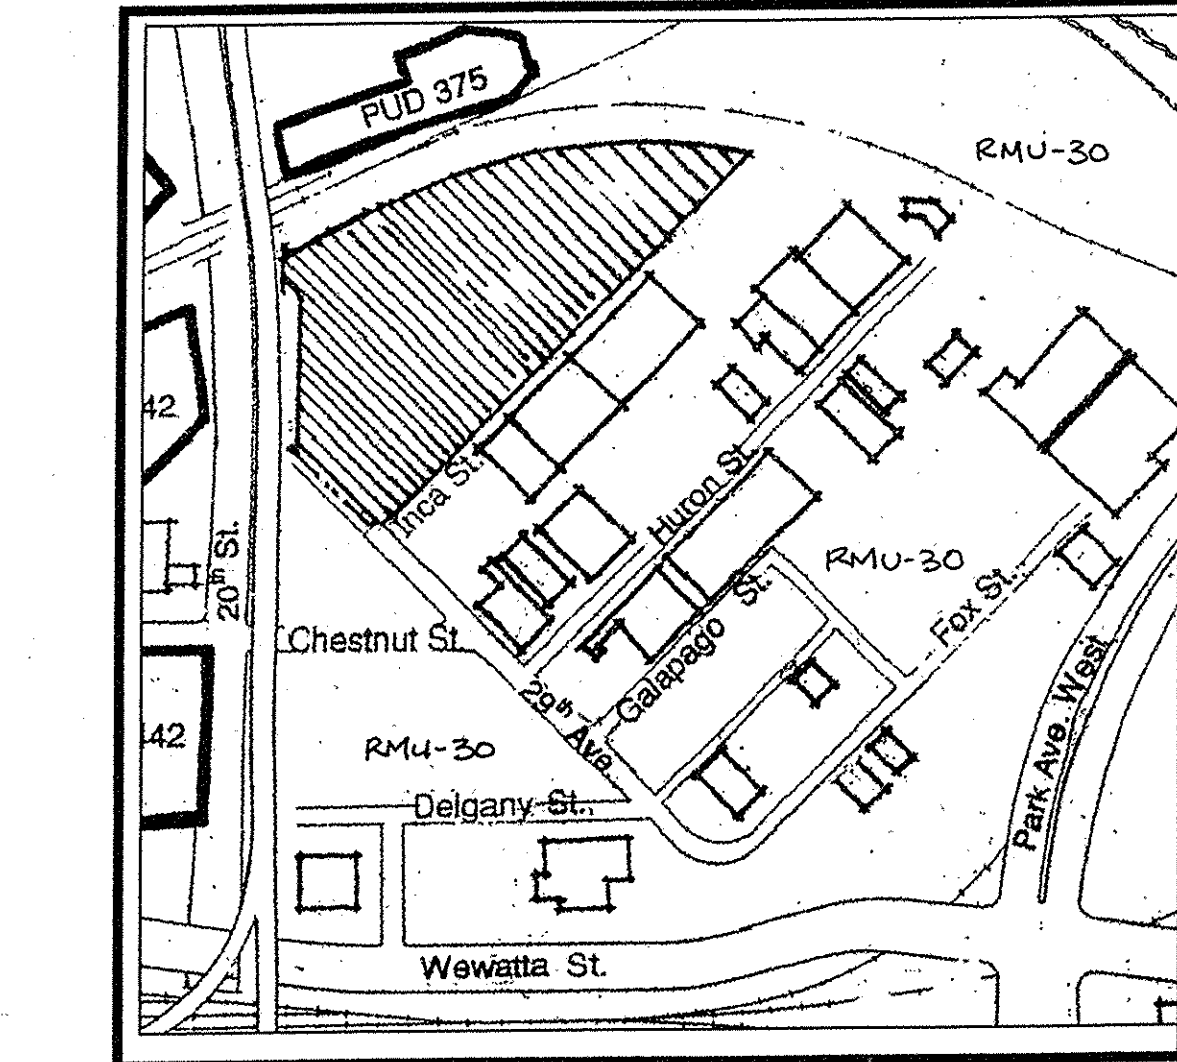 PUD 375
RMU-30
42
Inca St.
Huron St.
20th St.
RMU-30
Chestnut St.
Galapago St.
Fox St.
29th Ave.
RMU-30
Park Ave. West
442
Delgany St.
Wewatta St.